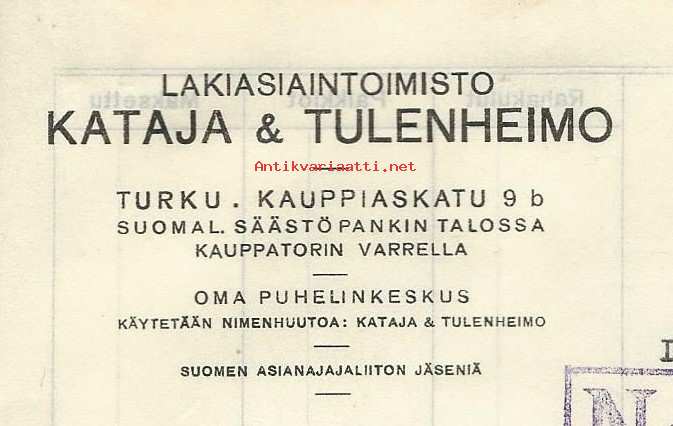 LAKIASIAINTOIMISTO
KATAJA & TULENHEIMO
Antikvariaatti.net
TURKU. KAUPPIASKATU 9 b
SUOMAL. SÄÄSTÖPANKIN TALOSSA
KAUPPATORIN VARRELLA
OMA PUHELINKESKUS
KÄYTETÄÄN NIMENHUUTOA: KATAJA & TULENHEIMO
SUOMEN ASIANAJAJALIITON JÄSENIÄ